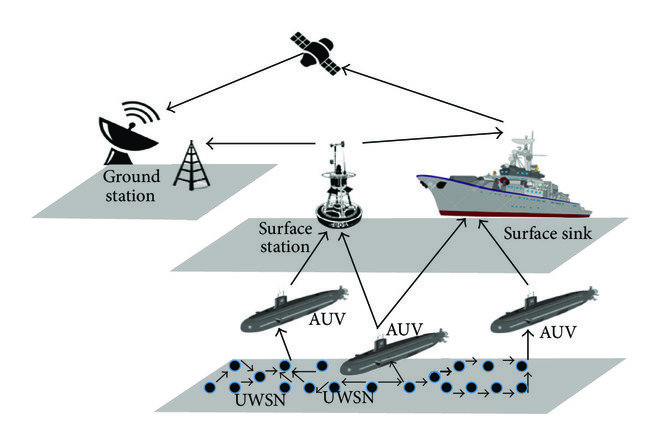 Ground
station
Surface
station
Surface sink
AUV
AUV
AUV
UWSN
UWSN